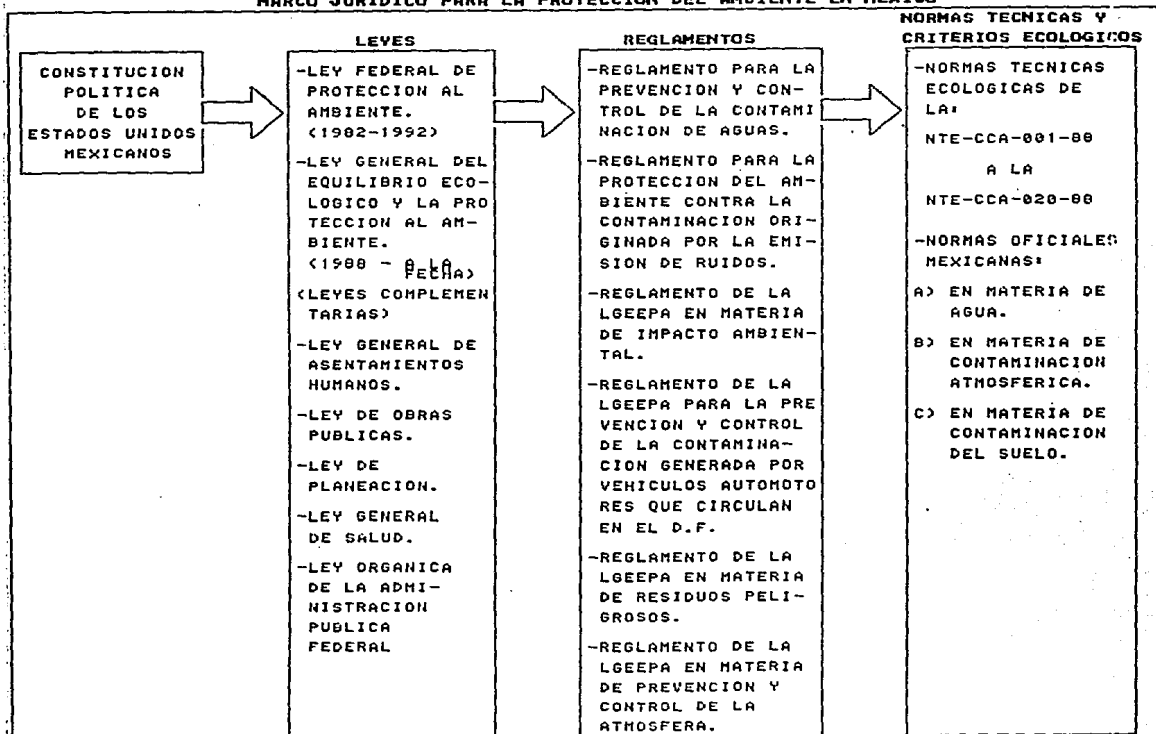 MARCO JURIDICO PARA LA PROTECCION DEL AMBIENTE EN MEXICO
CONSTITUCION
POLITICA
DE LOS
ESTADOS UNIDOS
MEXICANOS
LEYES
-LEY FEDERAL DE
PROTECCION AL
AMBIENTE.
<1982-1992>
-LEY GENERAL DEL
EQUILIBRIO ECO-
LOGICO Y LA PRO
TECCION AL AM-
BIENTE.
<1988 - A LA
FECHA>
<LEYES COMPLEMEN
TARIAS>
-LEY GENERAL DE
ASENTAMIENTOS
HUMANOS.
-LEY DE OBRAS
PUBLICAS.
-LEY DE
PLANEACION.
-LEY GENERAL
DE SALUD.
-LEY ORGANICA
DE LA ADMI-
NISTRACION
PUBLICA
FEDERAL
REGLAMENTOS
-REGLAMENTO PARA LA
PREVENCION Y CON-
TROL DE LA CONTAMI
NACION DE AGUAS.
-REGLAMENTO PARA LA
PROTECCION DEL AM-
BIENTE CONTRA LA
CONTAMINACION ORI-
GINADA POR LA EMI-
SION DE RUIDOS.
-REGLAMENTO DE LA
LGEEPA EN MATERIA
DE IMPACTO AMBIEN-
TAL.
-REGLAMENTO DE LA
LGEEPA PARA LA PRE
VENCION Y CONTROL
DE LA CONTAMINA-
CION GENERADA POR
VEHICULOS AUTOMOTO
RES QUE CIRCULAN
EN EL D.F.
-REGLAMENTO DE LA
LGEEPA EN MATERIA
DE RESIDUOS PELI-
GROSOS.
-REGLAMENTO DE LA
LGEEPA EN MATERIA
DE PREVENCION Y
CONTROL DE LA
ATMOSFERA.
NORMAS TECNICAS Y
CRITERIOS ECOLOGICOS
-NORMAS TECNICAS
ECOLOGICAS DE
LA:
NTE-CCA-001-88
A LA
NTE-CCA-020-88
-NORMAS OFICIALES
MEXICANAS:
A> EN MATERIA DE
AGUA.
B> EN MATERIA DE
CONTAMINACION
ATMOSFERICA.
C> EN MATERIA DE
CONTAMINACION
DEL SUELO.